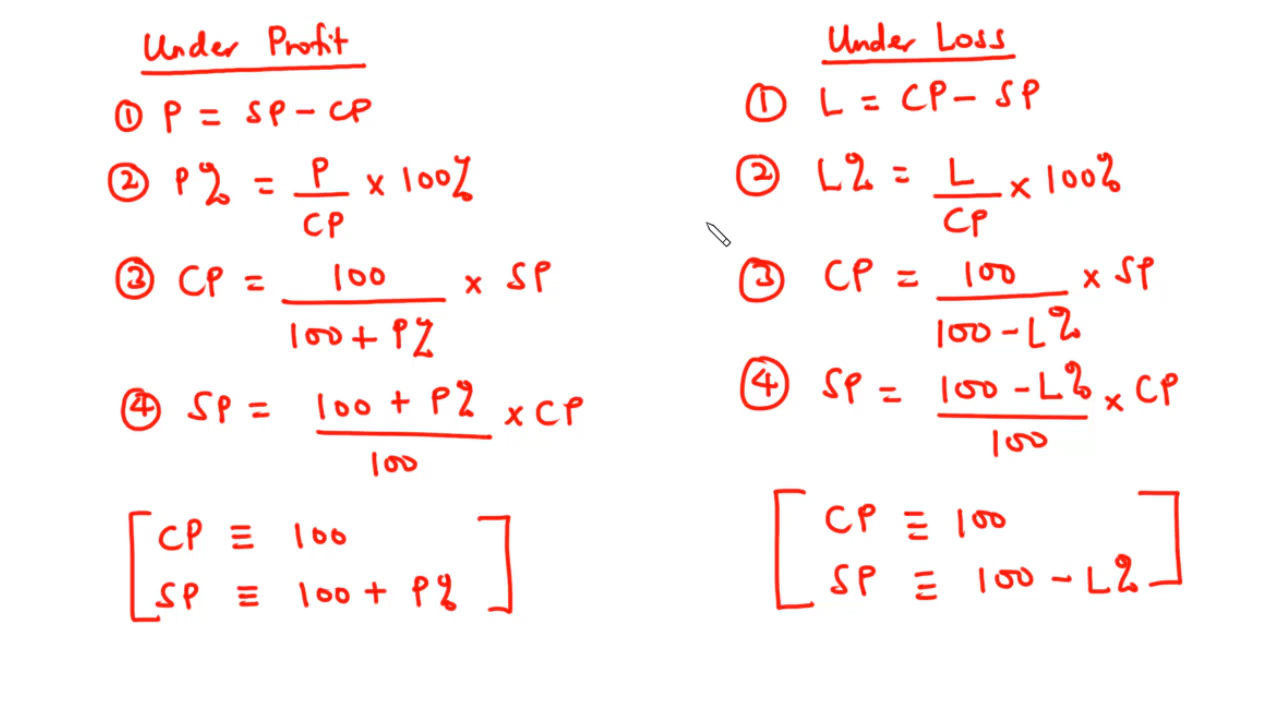 Under Profit
① P = SP - CP
② P% = P/CP × 100%
③ CP = 100/(100 + P%) × SP
④ SP = (100 + P%)/100 × CP
[CP ≡ 100
SP ≡ 100 + P%]
Under Loss
① L = CP - SP
② L% = L/CP × 100%
③ CP = 100/(100 - L%) × SP
④ SP = (100 - L%)/100 × CP
[CP ≡ 100
SP ≡ 100 - L%]